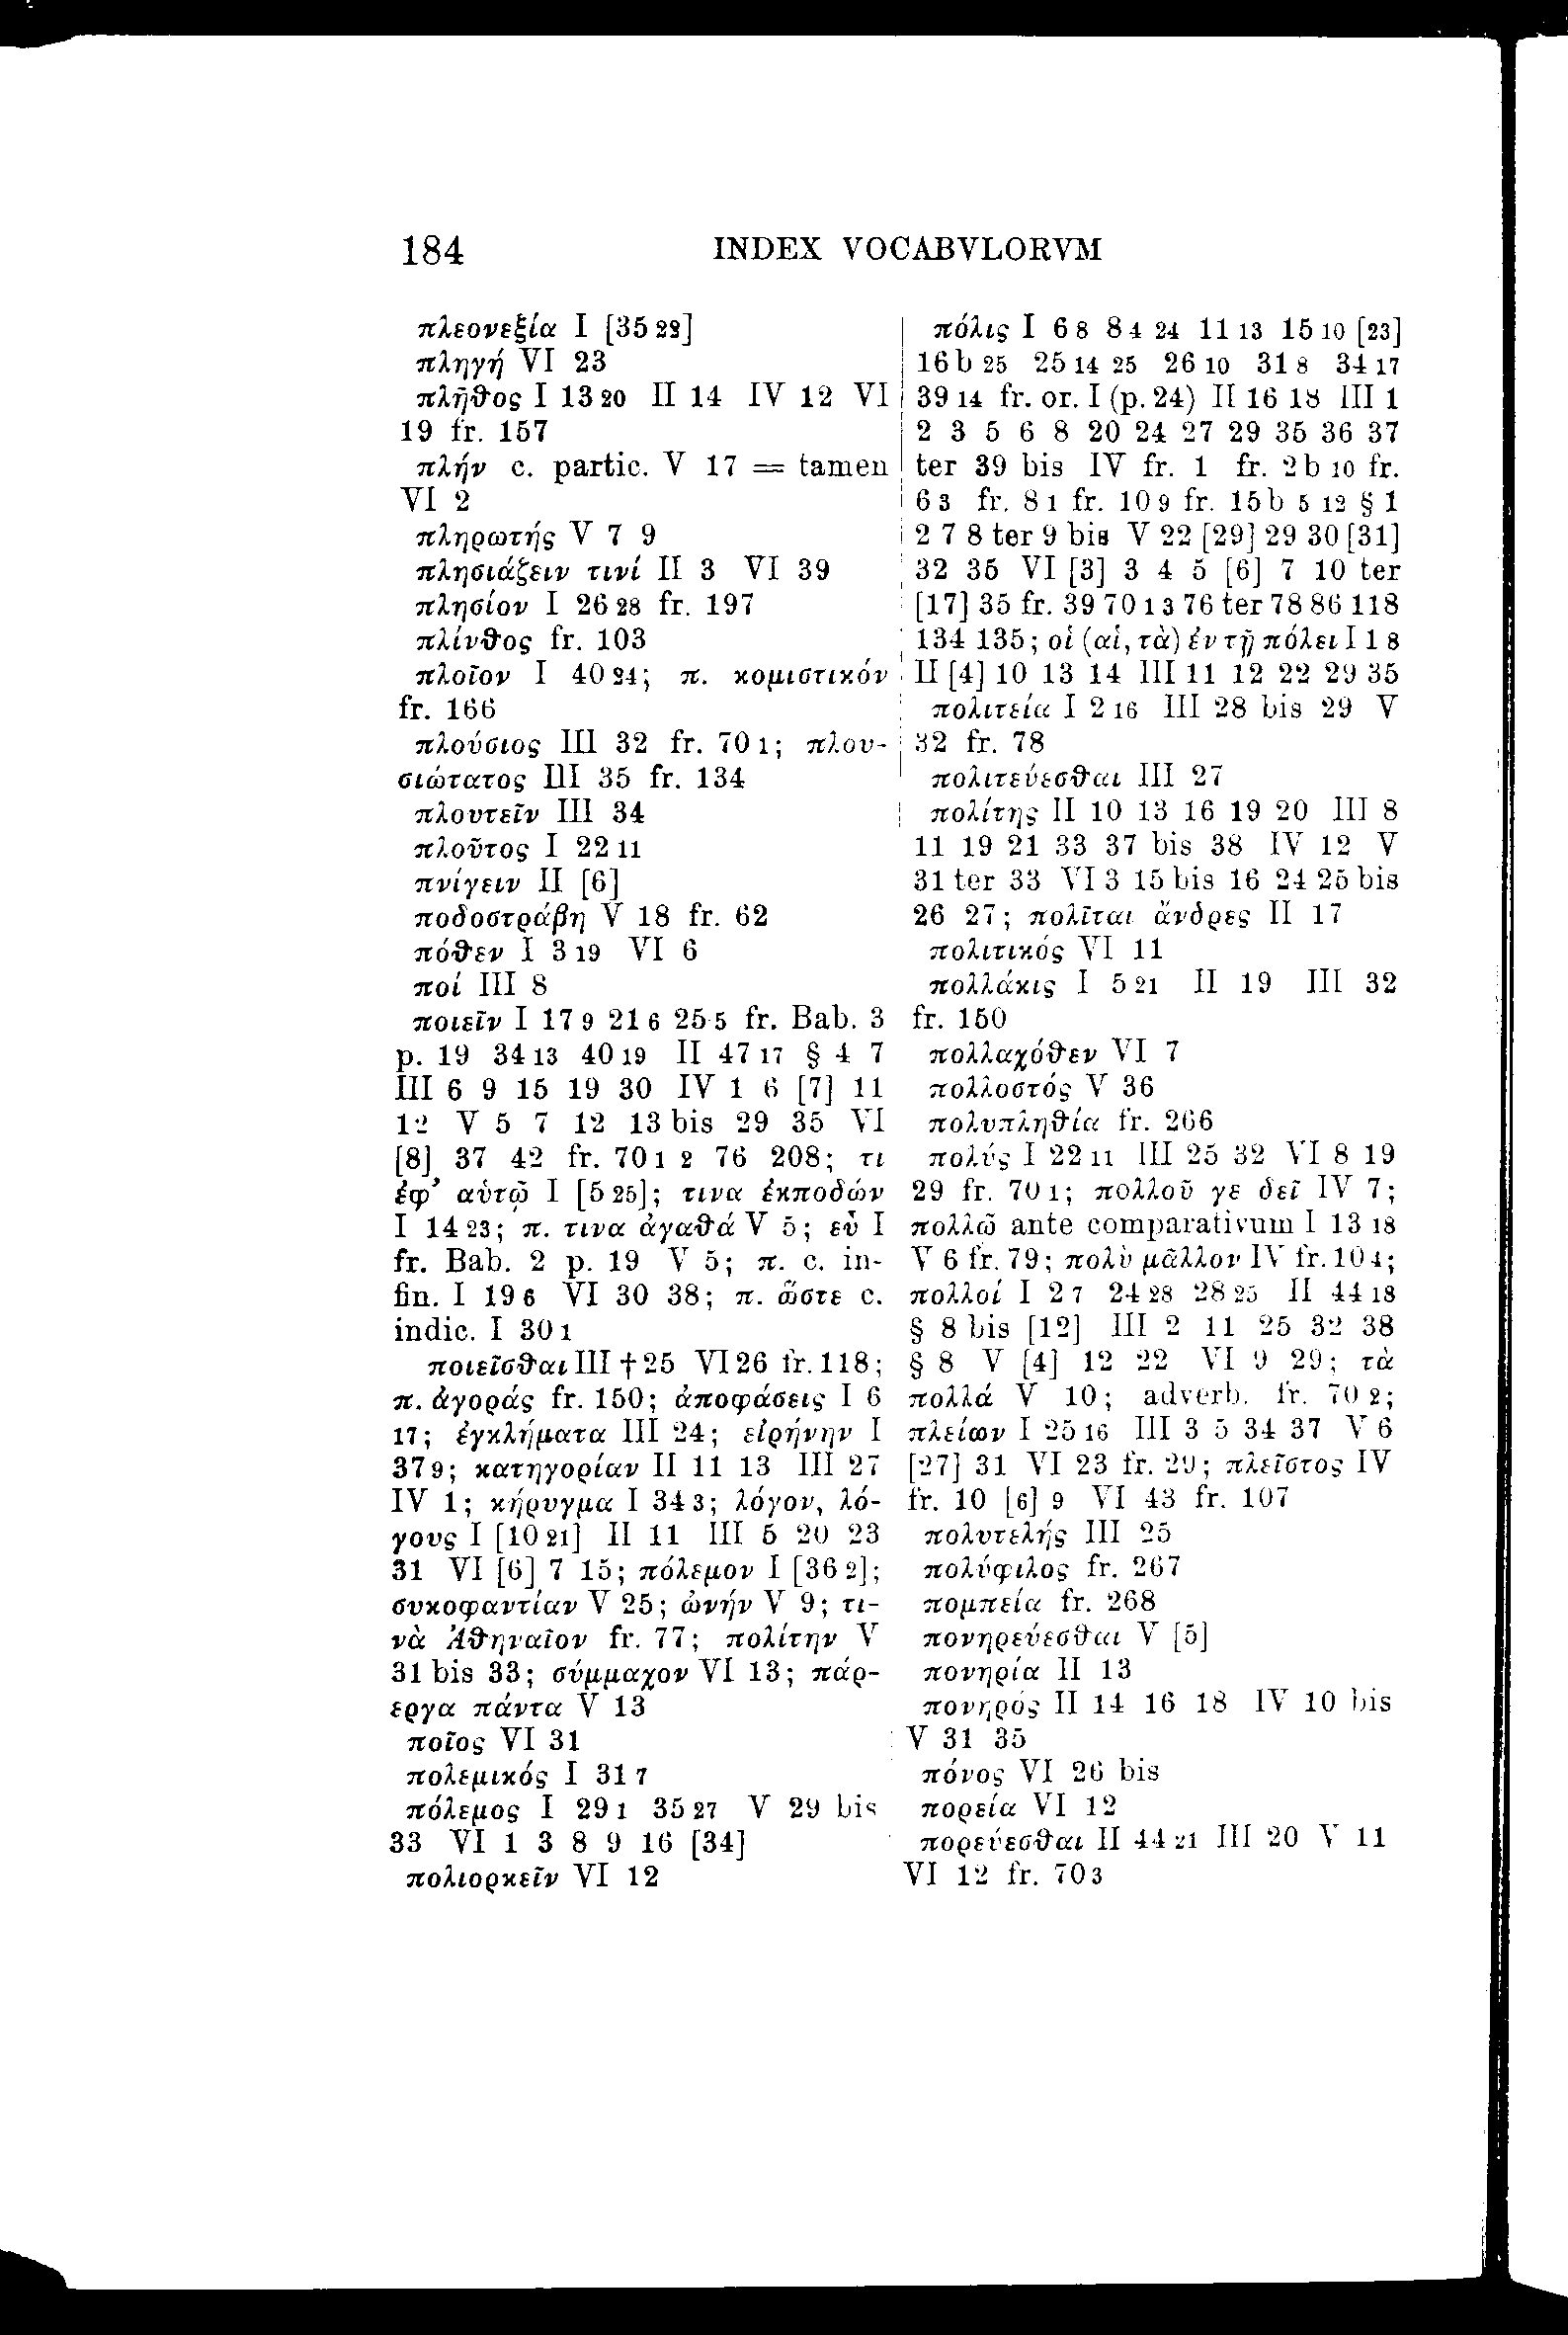 184 INDEX VOCABVLORVM
πλεονεξία I [35 28]
πληγή VI 23
πλῆθος I 13 20 II 14 IV 12 VI
19 fr. 157
πλήν c. partic. V 17 = tamen
VI 2
πληρωτής V 7 9
πλησιάζειν τινί II 3 VI 39
πλησίον I 26 28 fr. 197
πλίνθος fr. 103
πλοῖον I 40 24; π. κομιστικόν
fr. 166
πλούσιος III 32 fr. 70 1; πλου-
σιώτατος III 35 fr. 134
πλουτεῖν III 34
πλοῦτος I 22 11
πνίγειν II [6]
ποδοστράβη V 18 fr. 62
πόθεν I 3 19 VI 6
ποί III 8
ποιεῖν I 17 9 21 6 25 5 fr. Bab. 3
p. 19 34 13 40 19 II 47 17 § 4 7
III 6 9 15 19 30 IV 1 6 [7] 11
12 V 5 7 12 13 bis 29 35 VI
[8] 37 42 fr. 70 1 2 76 208; τι
ἐφ’ αὑτῷ I [5 25]; τινα ἐκποδών
I 14 23; π. τινα ἀγαθά V 5; εὖ I
fr. Bab. 2 p. 19 V 5; π. c. in-
fin. I 19 6 VI 30 38; π. ὥστε c.
indic. I 30 1
ποιεῖσθαι III † 25 VI 26 fr. 118;
π. ἀγοράς fr. 150; ἀποφάσεις I 6
17; ἐγκλήματα III 24; εἰρήνην I
37 9; κατηγορίαν II 11 13 III 27
IV 1; κήρυγμα I 34 3; λόγον, λό-
γους I [10 21] II 11 III 5 20 23
31 VI [6] 7 15; πόλεμον I [36 2];
συκοφαντίαν V 25; ὠνήν V 9; τι-
νὰ Ἀθηναῖον fr. 77; πολίτην V
31 bis 33; σύμμαχον VI 13; πάρ-
εργα πάντα V 13
ποῖος VI 31
πολεμικός I 31 7
πόλεμος I 29 1 35 27 V 29 bis
33 VI 1 3 8 9 16 [34]
πολιορκεῖν VI 12
πόλις I 6 8 8 4 24 11 13 15 10 [23]
16 b 25 25 14 25 26 10 31 8 34 17
39 14 fr. or. I (p. 24) II 16 18 III 1
2 3 5 6 8 20 24 27 29 35 36 37
ter 39 bis IV fr. 1 fr. 2 b 10 fr.
6 3 fr. 8 1 fr. 10 9 fr. 15 b 5 12 § 1
2 7 8 ter 9 bis V 22 [29] 29 30 [31]
32 35 VI [3] 3 4 5 [6] 7 10 ter
[17] 35 fr. 39 70 1 3 76 ter 78 86 118
134 135; οἱ (αἱ, τὰ) ἐν τῇ πόλει I 1 8
II [4] 10 13 14 III 11 12 22 29 35
πολιτεία I 2 16 III 28 bis 29 V
32 fr. 78
πολιτεύεσθαι III 27
πολίτης II 10 13 16 19 20 III 8
11 19 21 33 37 bis 38 IV 12 V
31 ter 33 VI 3 15 bis 16 24 25 bis
26 27; πολῖται ἄνδρες II 17
πολιτικός VI 11
πολλάκις I 5 21 II 19 III 32
fr. 150
πολλαχόθεν VI 7
πολλοστός V 36
πολυπληθία fr. 266
πολύς I 22 11 III 25 32 VI 8 19
29 fr. 70 1; πολλοῦ γε δεῖ IV 7;
πολλῶ ante comparativum I 13 18
V 6 fr. 79; πολὺ μᾶλλον IV fr. 10 4;
πολλοί I 2 7 24 28 28 25 II 44 18
§ 8 bis [12] III 2 11 25 32 38
§ 8 V [4] 12 22 VI 9 29; τὰ
πολλά V 10; adverb. fr. 70 2;
πλείων I 25 16 III 3 5 34 37 V 6
[27] 31 VI 23 fr. 29; πλεῖστος IV
fr. 10 [6] 9 VI 43 fr. 107
πολυτελής III 25
πολύφιλος fr. 267
πομπεία fr. 268
πονηρεύεσθαι V [5]
πονηρία II 13
πονηρός II 14 16 18 IV 10 bis
V 31 35
πόνος VI 26 bis
πορεία VI 12
πορεύεσθαι II 44 21 III 20 V 11
VI 12 fr. 70 3